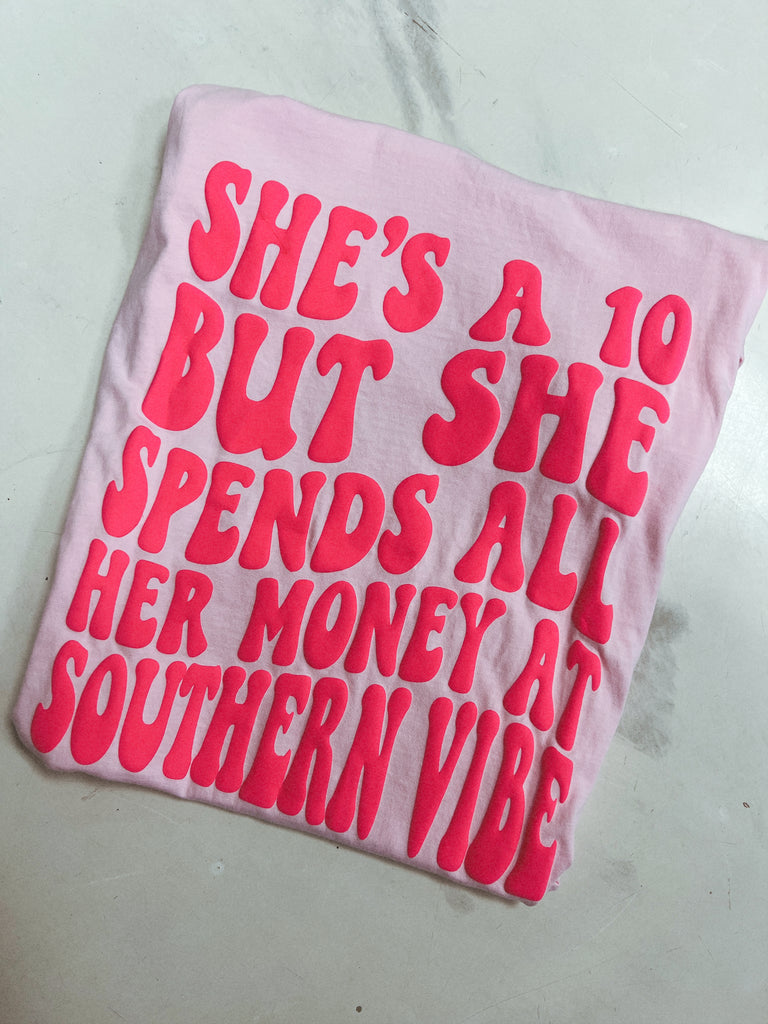 SHE'S A 10
BUT SHE
SPENDS ALL
HER MONEY AT
SOUTHERN VIBE